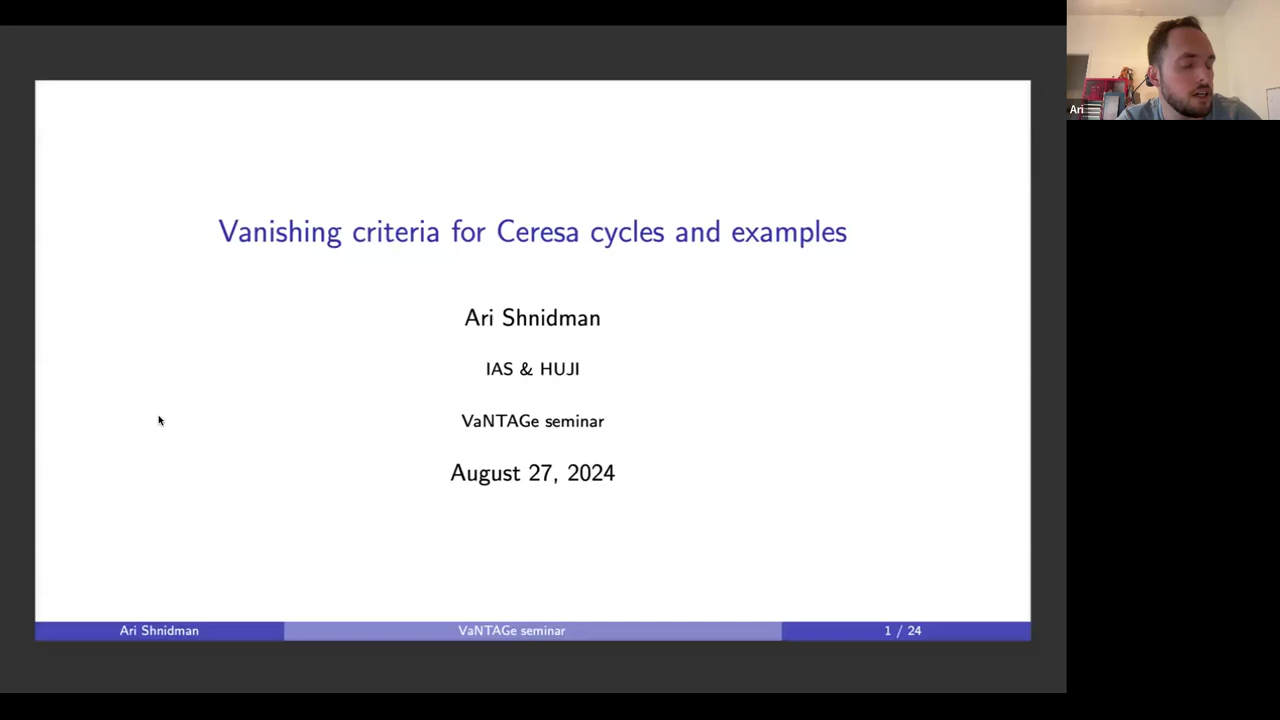 Vanishing criteria for Ceresa cycles and examples
Ari Shnidman
IAS & HUJI
VaNTAGe seminar
August 27, 2024
Ari Shnidman
VaNTAGe seminar
1 / 24
Ari